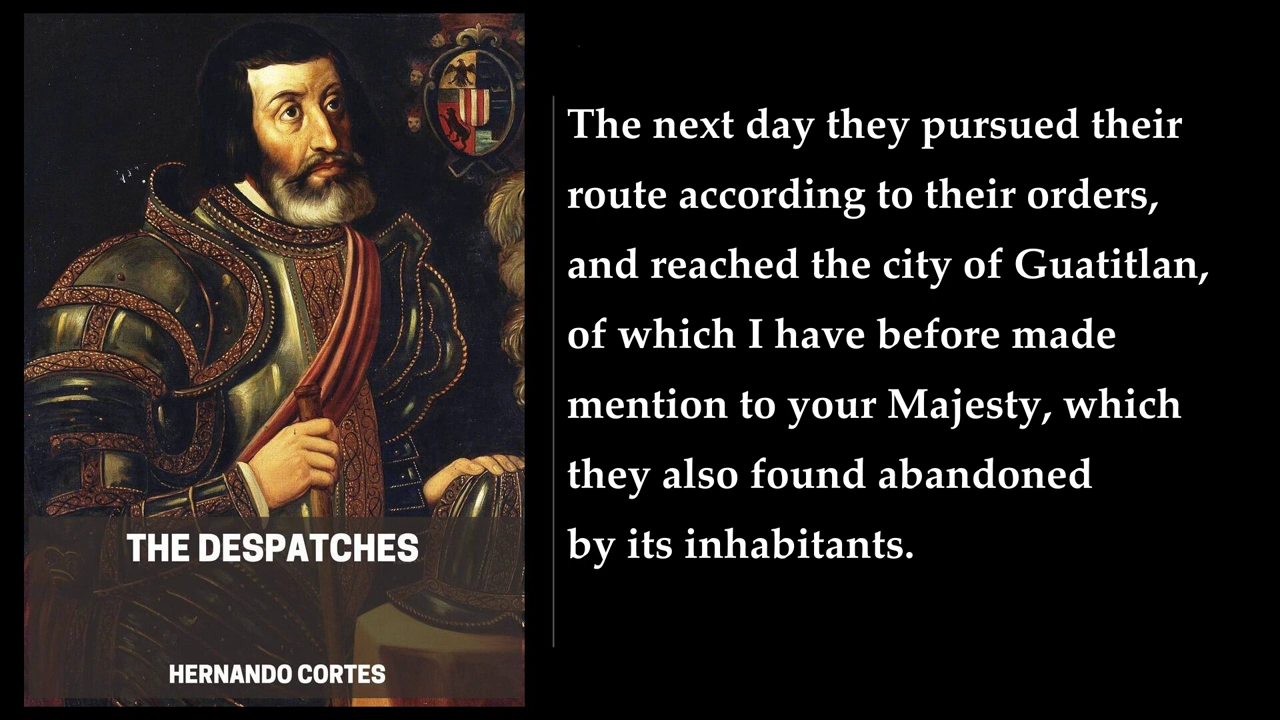 THE DESPATCHES
HERNANDO CORTES
The next day they pursued their
route according to their orders,
and reached the city of Guatitlan,
of which I have before made
mention to your Majesty, which
they also found abandoned
by its inhabitants.